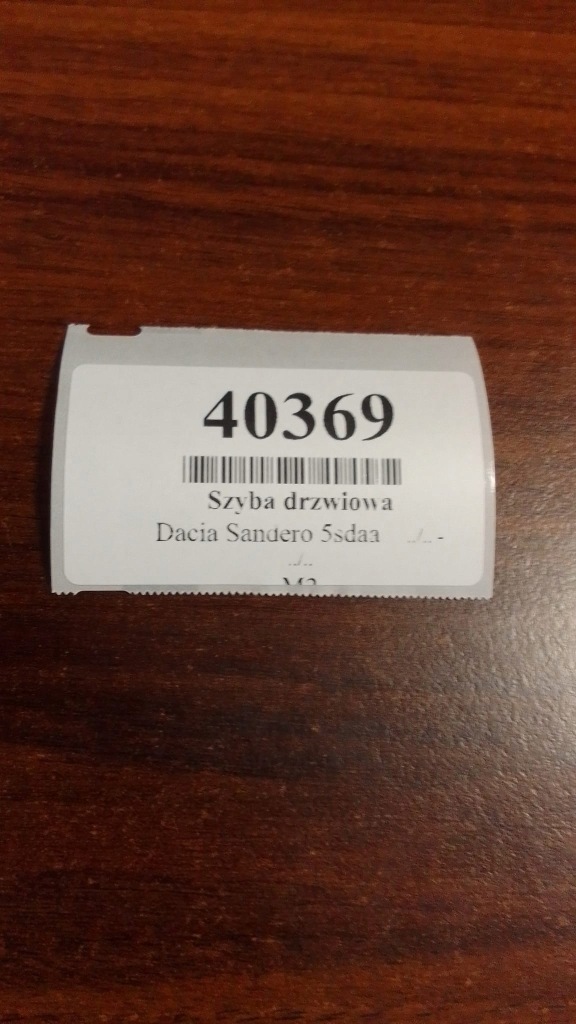 40369
Szyba drzwiowa
Dacia Sandero 5sdaa ../.. -
../..